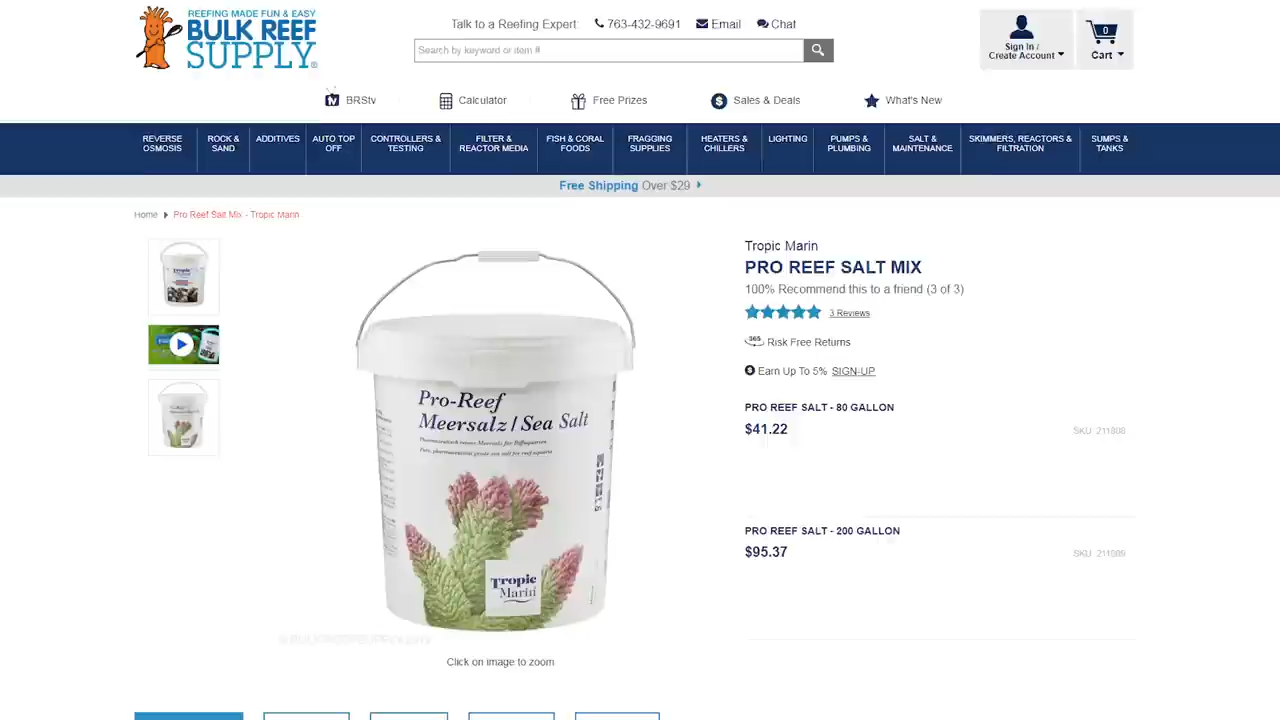 REEFING MADE FUN & EASY
BULK REEF
SUPPLY
Talk to a Reefing Expert: 763-432-9691 Email Chat
Search by keyword or item #
Sign In /
Create Account
0
Cart
BRStv
Calculator
Free Prizes
Sales & Deals
What's New
REVERSE
OSMOSIS
ROCK &
SAND
ADDITIVES
AUTO TOP
OFF
CONTROLLERS &
TESTING
FILTER &
REACTOR MEDIA
FISH & CORAL
FOODS
FRAGGING
SUPPLIES
HEATERS &
CHILLERS
LIGHTING
PUMPS &
PLUMBING
SALT &
MAINTENANCE
SKIMMERS, REACTORS &
FILTRATION
SUMPS &
TANKS
Free Shipping Over $29
Home Pro Reef Salt Mix - Tropic Marin
Pro-Reef
Meersalz / Sea Salt
Tropic
Marin
Click on image to zoom
Tropic Marin
PRO REEF SALT MIX
100% Recommend this to a friend (3 of 3)
3 Reviews
365 Risk Free Returns
Earn Up To 5% SIGN-UP
PRO REEF SALT - 80 GALLON
$41.22
SKU
PRO REEF SALT - 200 GALLON
$95.37
SKU